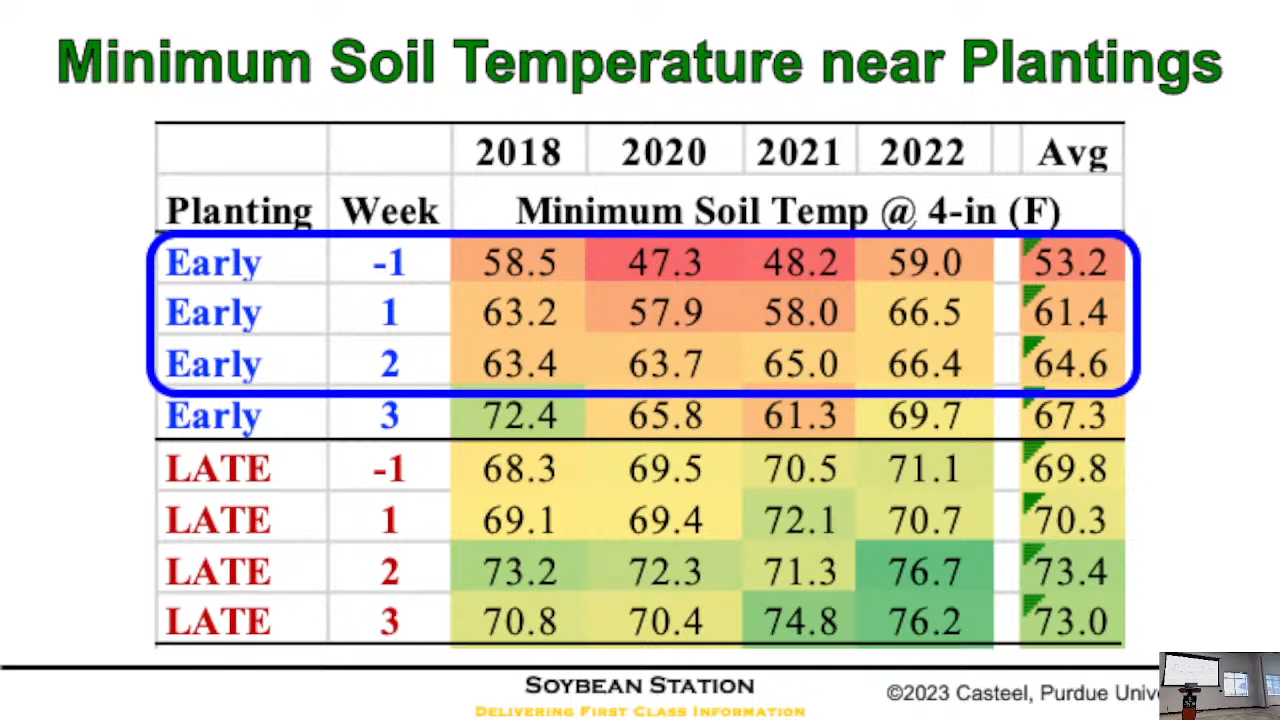 Minimum Soil Temperature near Plantings
2018 2020 2021 2022 Avg
Planting Week Minimum Soil Temp @ 4-in (F)
Early -1 58.5 47.3 48.2 59.0 53.2
Early 1 63.2 57.9 58.0 66.5 61.4
Early 2 63.4 63.7 65.0 66.4 64.6
Early 3 72.4 65.8 61.3 69.7 67.3
LATE -1 68.3 69.5 70.5 71.1 69.8
LATE 1 69.1 69.4 72.1 70.7 70.3
LATE 2 73.2 72.3 71.3 76.7 73.4
LATE 3 70.8 70.4 74.8 76.2 73.0
SOYBEAN STATION
DELIVERING FIRST CLASS INFORMATION
©2023 Casteel, Purdue Unive